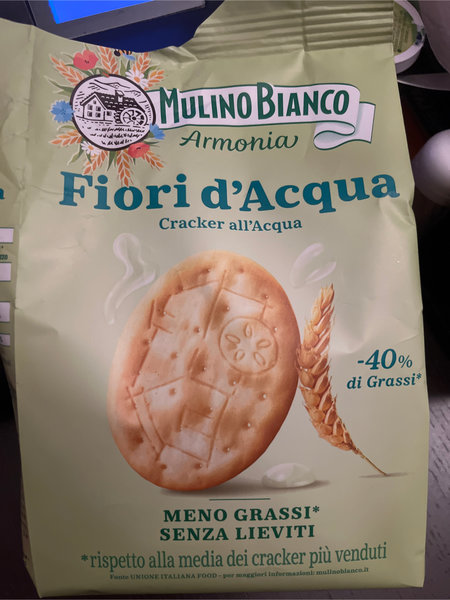 MULINO BIANCO
Armonia
Fiori d'Acqua
Cracker all'Acqua
-40%
di Grassi*
MENO GRASSI*
SENZA LIEVITI
*rispetto alla media dei cracker più venduti
Fonte UNIONE ITALIANA FOOD - per maggiori informazioni: mulinobianco.it